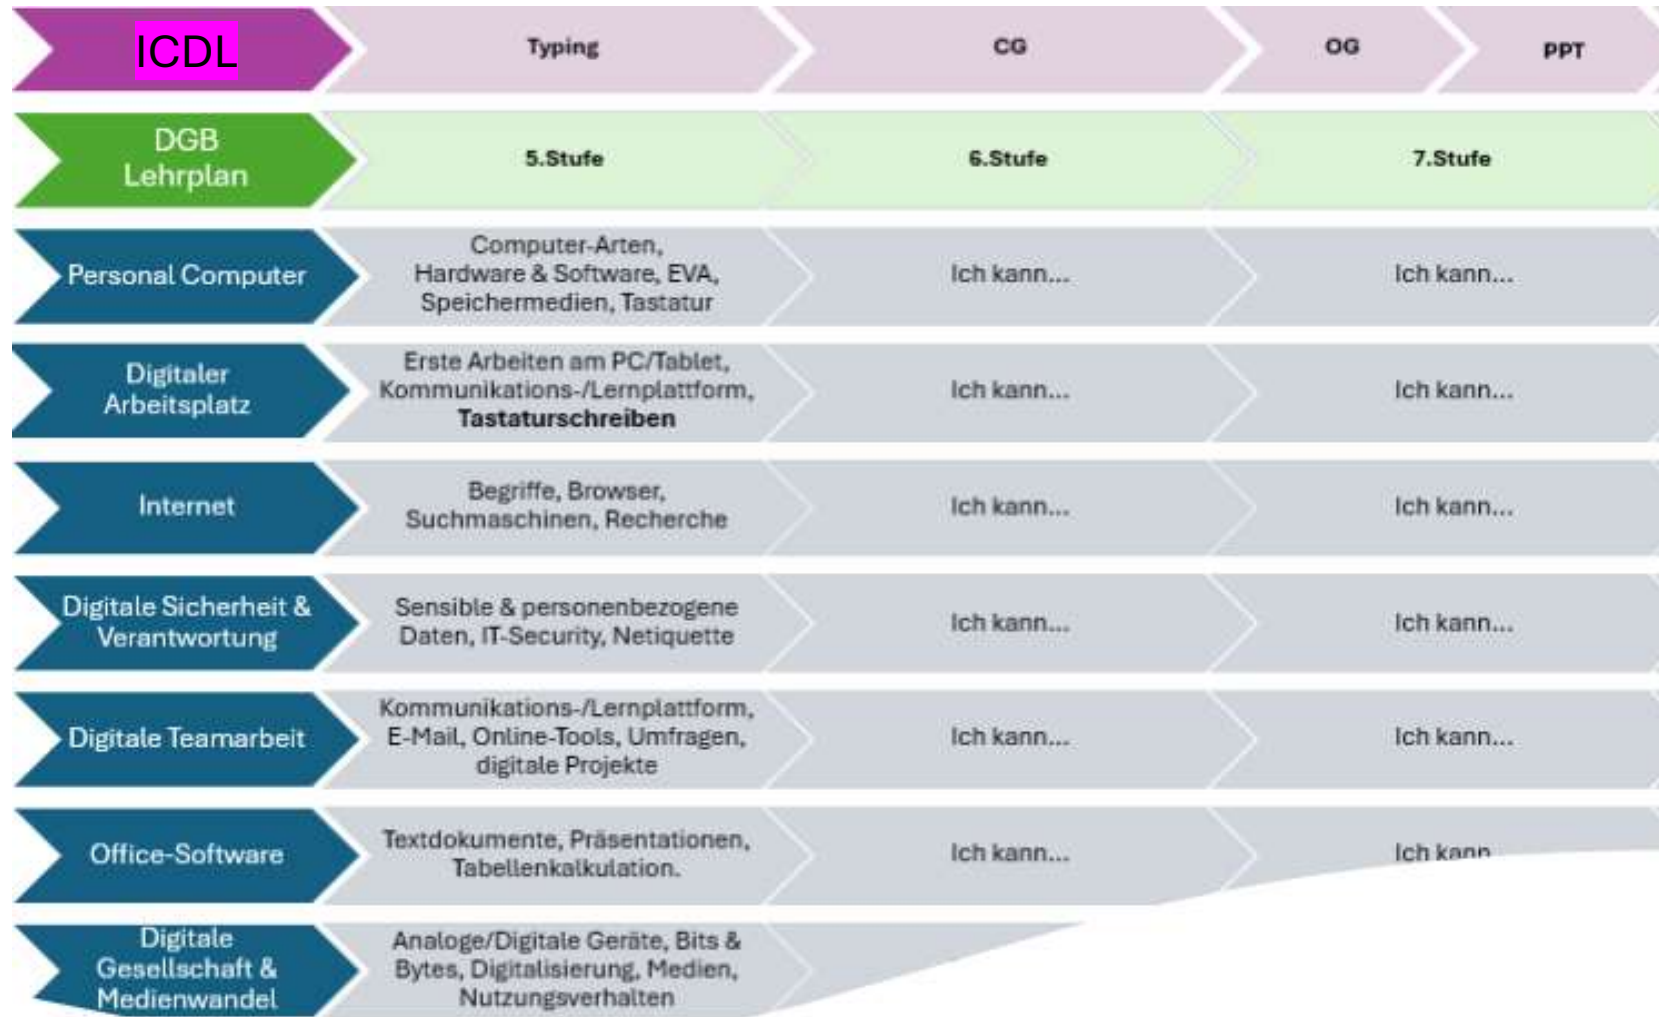 ICDL
Typing
CG
OG
PPT
DGB
Lehrplan
5.Stufe
6.Stufe
7.Stufe
Personal Computer
Computer-Arten,
Hardware & Software, EVA,
Speichermedien, Tastatur
Ich kann...
Ich kann...
Digitaler
Arbeitsplatz
Erste Arbeiten am PC/Tablet,
Kommunikations-/Lernplattform,
Tastaturschreiben
Ich kann...
Ich kann...
Internet
Begriffe, Browser,
Suchmaschinen, Recherche
Ich kann...
Ich kann...
Digitale Sicherheit &
Verantwortung
Sensible & personenbezogene
Daten, IT-Security, Netiquette
Ich kann...
Ich kann...
Digitale Teamarbeit
Kommunikations-/Lernplattform,
E-Mail, Online-Tools, Umfragen,
digitale Projekte
Ich kann...
Ich kann...
Office-Software
Textdokumente, Präsentationen,
Tabellenkalkulation.
Ich kann...
Ich kann
Digitale
Gesellschaft &
Medienwandel
Analoge/Digitale Geräte, Bits &
Bytes, Digitalisierung, Medien,
Nutzungsverhalten